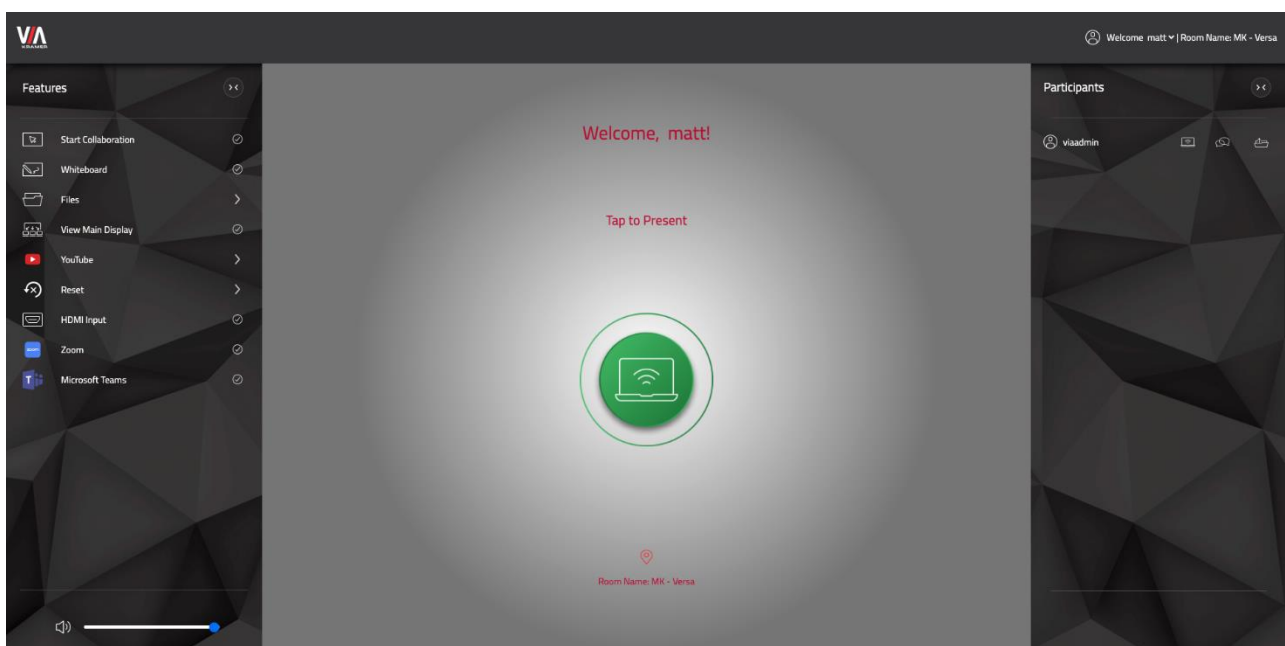 VIA
KRAMER
Welcome matt | Room Name: MK - Versa
Features
Start Collaboration
Whiteboard
Files
View Main Display
YouTube
Reset
HDMI Input
Zoom
Microsoft Teams
Welcome, matt!
Tap to Present
Room Name: MK - Versa
Participants
viaadmin